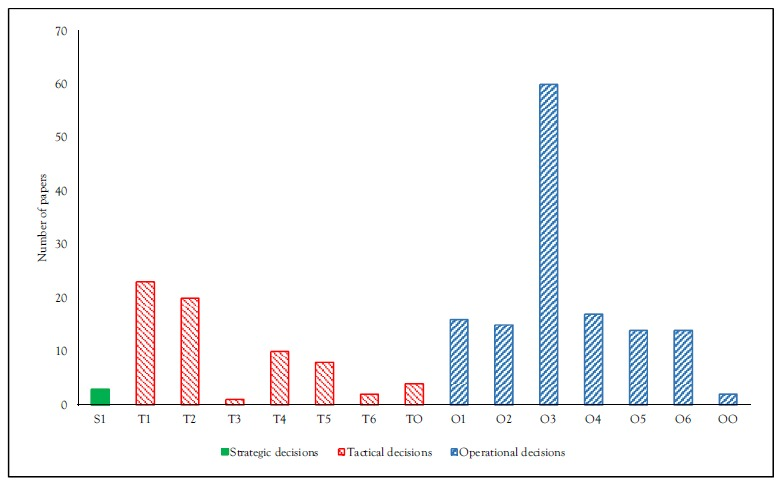 70
60
50
40
30
20
10
0
Number of papers
S1 T1 T2 T3 T4 T5 T6 TO O1 O2 O3 O4 O5 O6 OO
Strategic decisions Tactical decisions Operational decisions